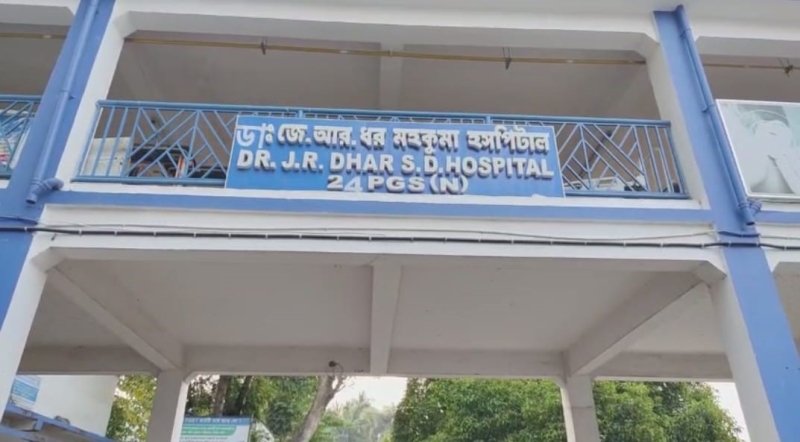 ডাঃ জে. আর. ধর মহকুমা হসপিটাল
DR. J.R. DHAR S.D. HOSPITAL
24 PGS (N)